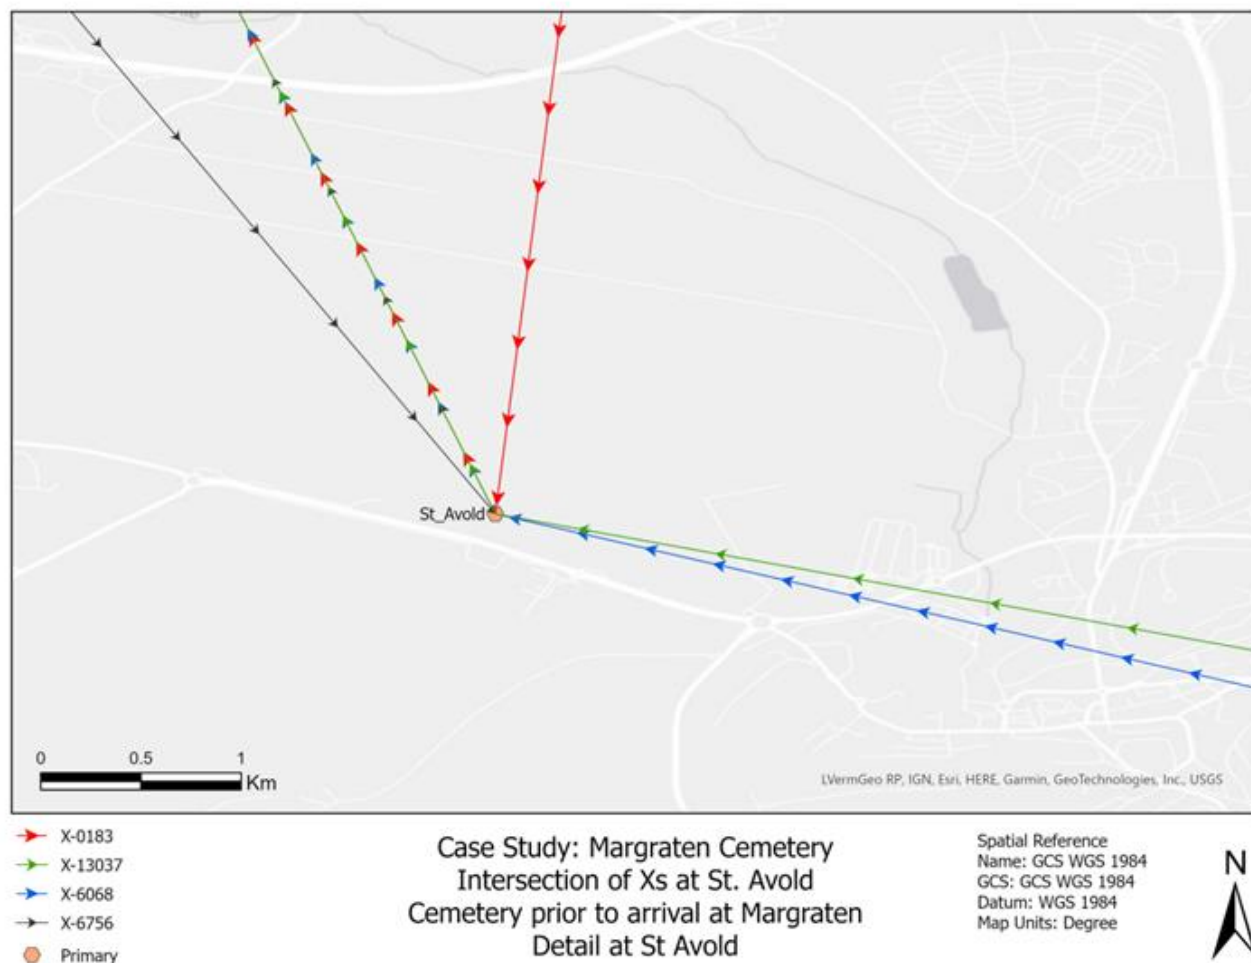 St_Avold
0 0.5 1
Km
LVermGeo RP, IGN, Esri, HERE, Garmin, GeoTechnologies, Inc., USGS
X-0183
X-13037
X-6068
X-6756
Primary
Case Study: Margraten Cemetery
Intersection of Xs at St. Avold
Cemetery prior to arrival at Margraten
Detail at St Avold
Spatial Reference
Name: GCS WGS 1984
GCS: GCS WGS 1984
Datum: WGS 1984
Map Units: Degree
N